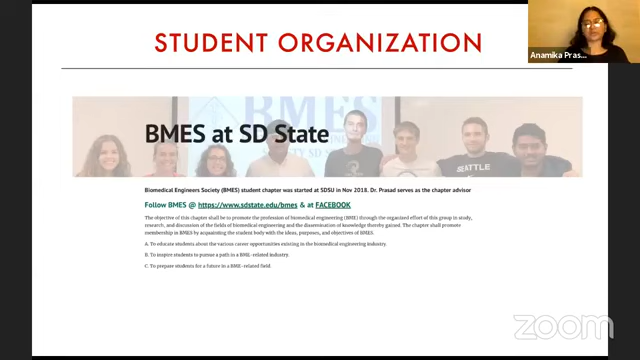 STUDENT ORGANIZATION
Anamika Pras...
BMES
BMES at SD State
Biomedical Engineers Society (BMES) student chapter was started at SDSU in Nov 2018. Dr. Prasad serves as the chapter advisor
Follow BMES @ https://www.sdstate.edu/bmes & at FACEBOOK
The objective of this chapter shall be to promote the profession of biomedical engineering (BME) through the organized effort of this group in study,
research, and discussion of the fields of biomedical engineering and the dissemination of knowledge thereby gained. The chapter shall promote
membership in BMES by acquainting the student body with the ideas, purposes, and objectives of BMES.
A. To educate students about the various career opportunities existing in the biomedical engineering industry.
B. To inspire students to pursue a path in a BME-related industry.
C. To prepare students for a future in a BME-related field.
SEATTLE
zoom